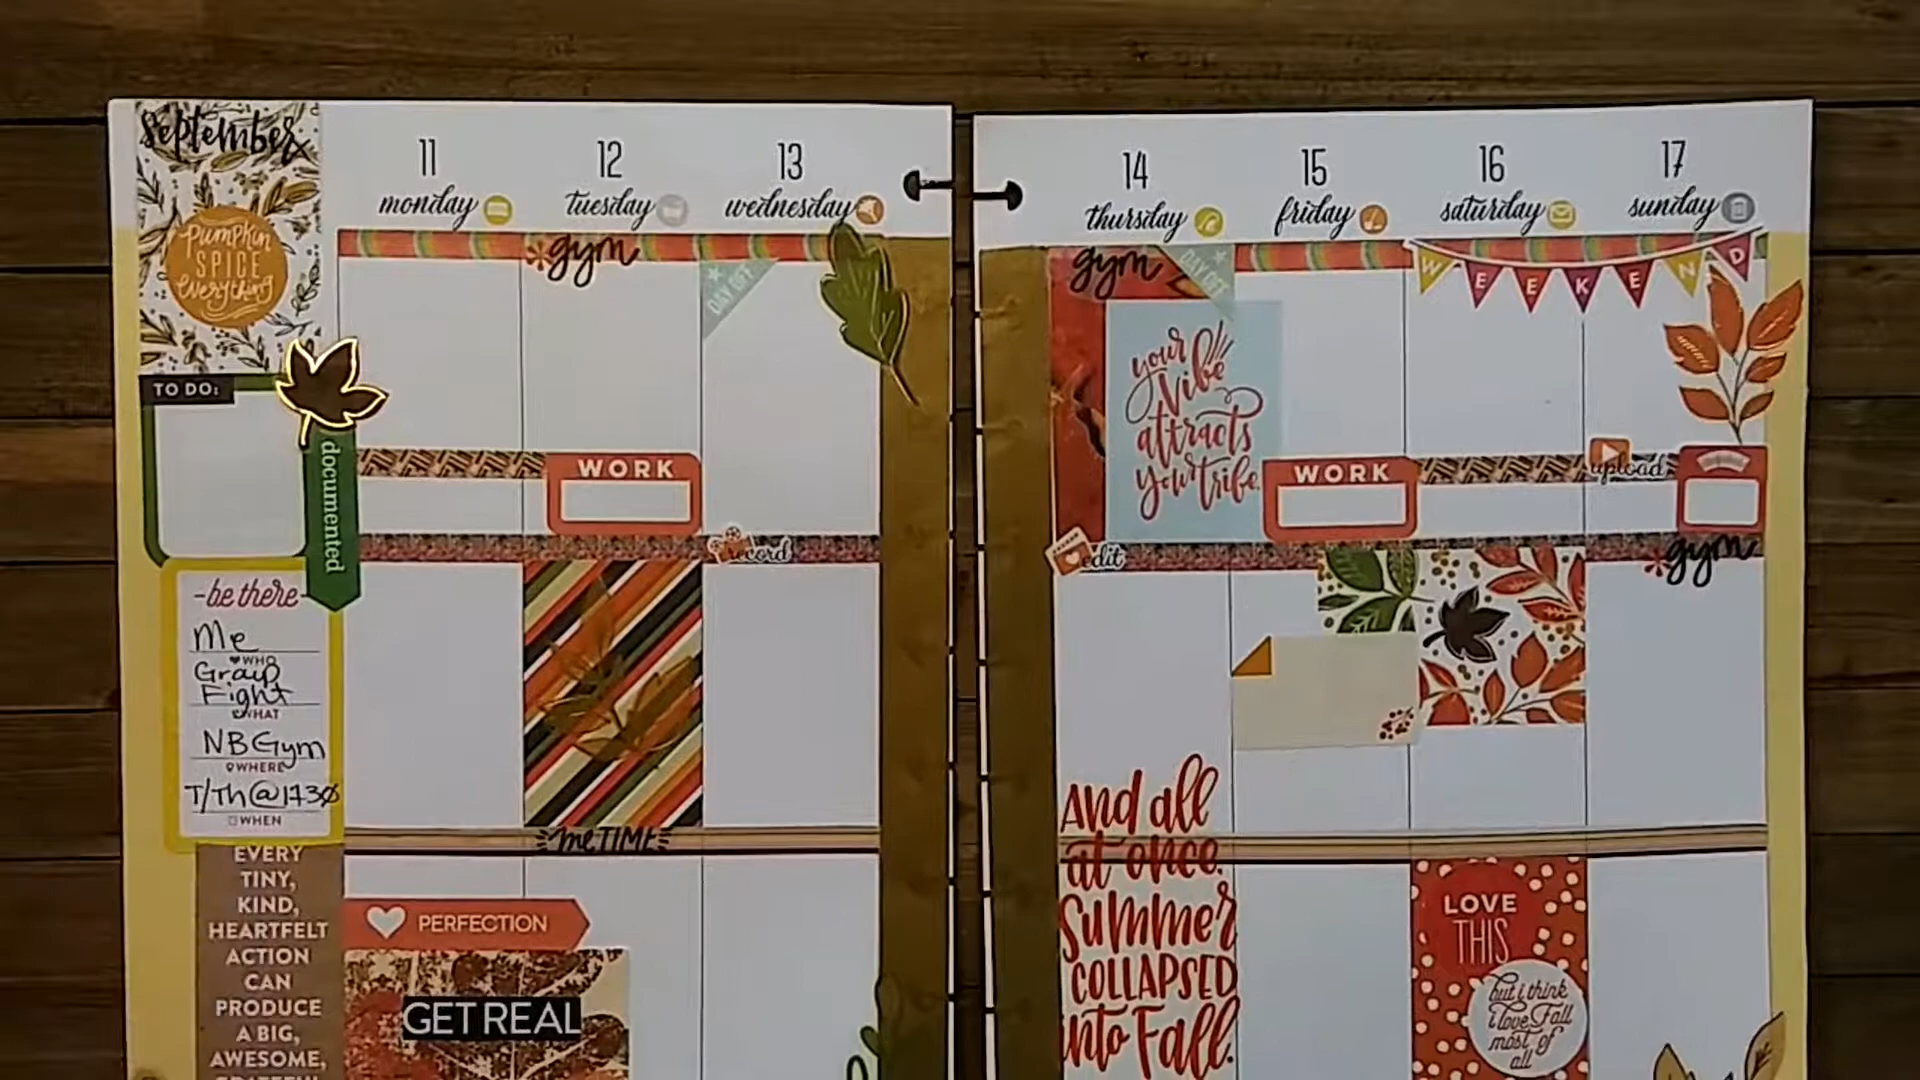 September
Pumpkin
SPICE
everything
TO DO:
documented
-be there-
Me
WHO
Group
Fight
WHAT
NB Gym
WHERE
T/Th@1730
WHEN
EVERY
TINY,
KIND,
HEARTFELT
ACTION
CAN
PRODUCE
A BIG,
AWESOME,
11
monday
12
tuesday
13
wednesday
gym
DAY OFF
WORK
record
me TIME
PERFECTION
GET REAL
14
thursday
15
friday
16
saturday
17
sunday
gym
DAY OFF
WEEKEND
your
vibe
attracts
your tribe.
WORK
upload
edit
gym
And all
at once.
Summer
COLLAPSED
into Fall.
LOVE
THIS
but i think
i love Fall
most of
all